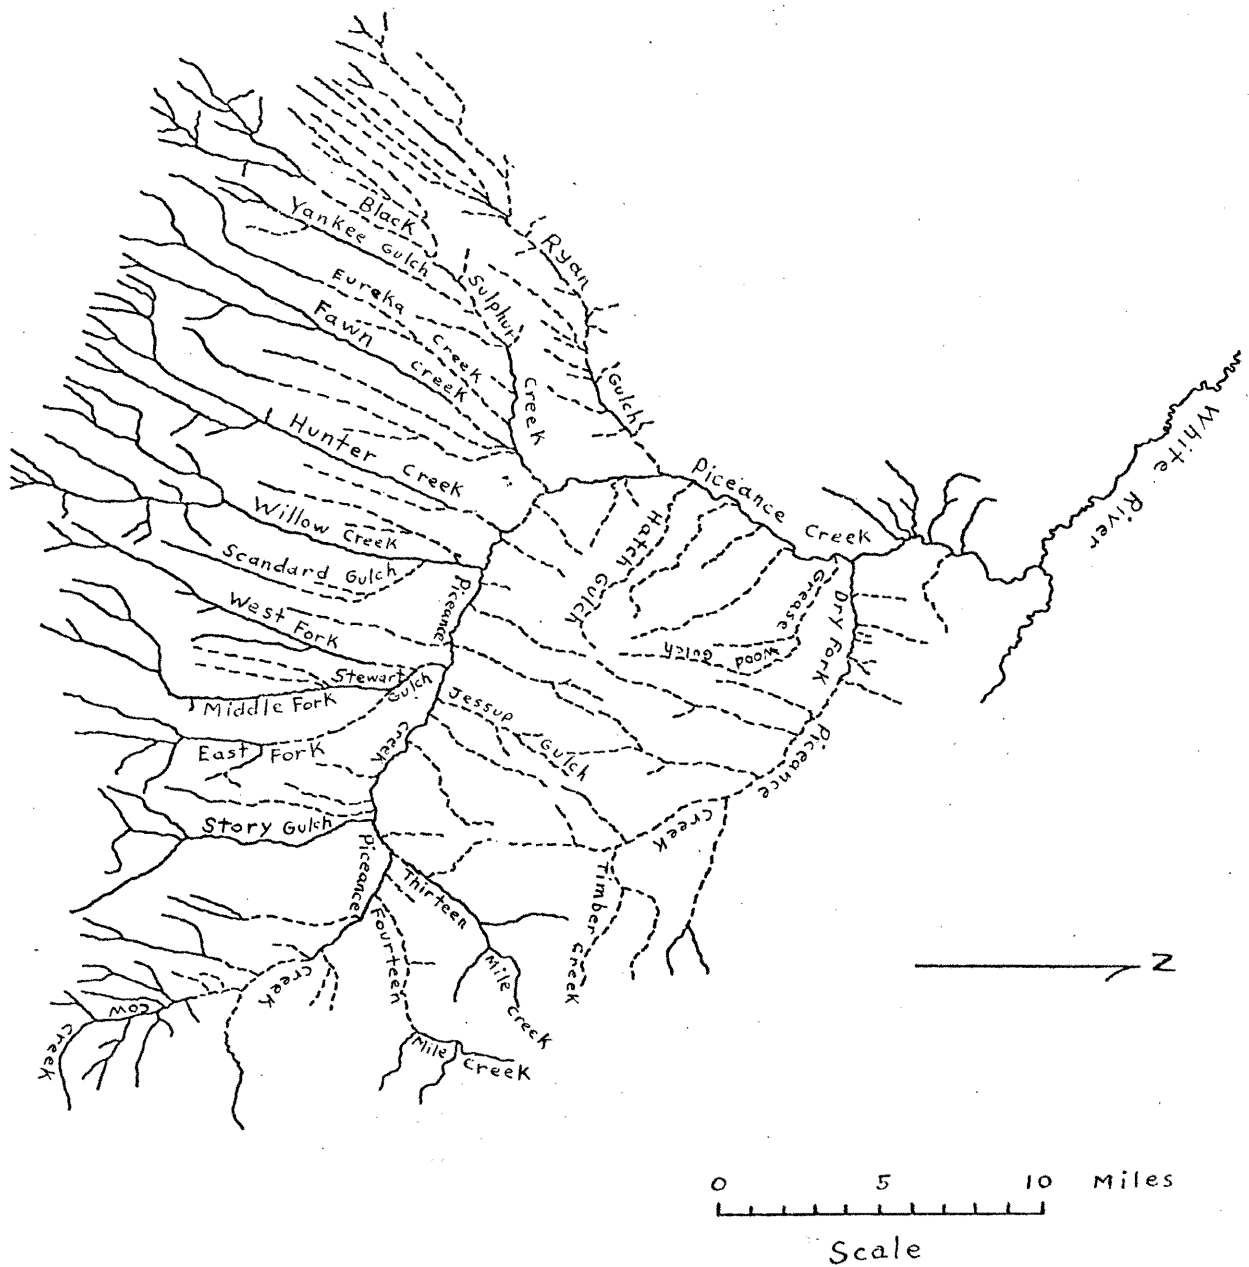 Black
Yankee Gulch
Ryan
Gulch
Eureka
Creek
Sulphur
Creek
Fawn
Creek
Hunter Creek
Piceance
Creek
White River
Willow Creek
Hatch Gulch
Scandard Gulch
Piceance
Creek
Grease
Wood Gulch
Dry Fork
Piceance
Creek
West Fork
Stewart
Gulch
Middle Fork
Jessup
Gulch
East Fork
Story Gulch
Piceance
Creek
Thirteen
Mile Creek
Timber Creek
Fourteen
Mile Creek
Cow
Creek
N
0 5 10 Miles
Scale